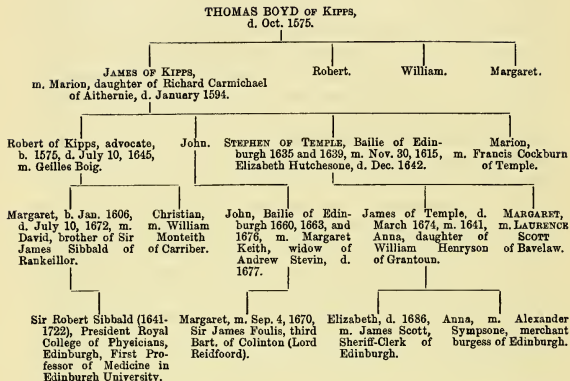 THOMAS BOYD OF KIPPS,
d. Oct. 1575.
JAMES OF KIPPS,
m. Marion, daughter of Richard Carmichael
of Aithernie, d. January 1594.
Robert.
William.
Margaret.
Robert of Kipps, advocate,
b. 1575, d. July 10, 1645,
m. Geilles Boig.
John.
STEPHEN OF TEMPLE, Bailie of Edin-
burgh 1635 and 1639, m. Nov. 30, 1615,
Elizabeth Hutchesone, d. Dec. 1642.
Marion,
m. Francis Cockburn
of Temple.
Margaret, b. Jan. 1606,
d. July 10, 1672, m.
David, brother of Sir
James Sibbald of
Rankeillor.
Christian,
m. William
Monteith
of Carriber.
John, Bailie of Edin-
burgh 1660, 1663, and
1676, m. Margaret
Keith, widow of
Andrew Stevin, d.
1677.
James of Temple, d.
March 1674, m. 1641,
Anna, daughter of
William Henryson
of Grantoun.
MARGARET,
m. LAURENCE
SCOTT
of Bavelaw.
Sir Robert Sibbald (1641-
1722), President Royal
College of Physicians,
Edinburgh, First Pro-
fessor of Medicine in
Edinburgh University.
Margaret, m. Sep. 4, 1670,
Sir James Foulis, third
Bart. of Colinton (Lord
Reidfoord).
Elizabeth, d. 1686,
m. James Scott,
Sheriff-Clerk of
Edinburgh.
Anna, m. Alexander
Sympsone, merchant
burgess of Edinburgh.